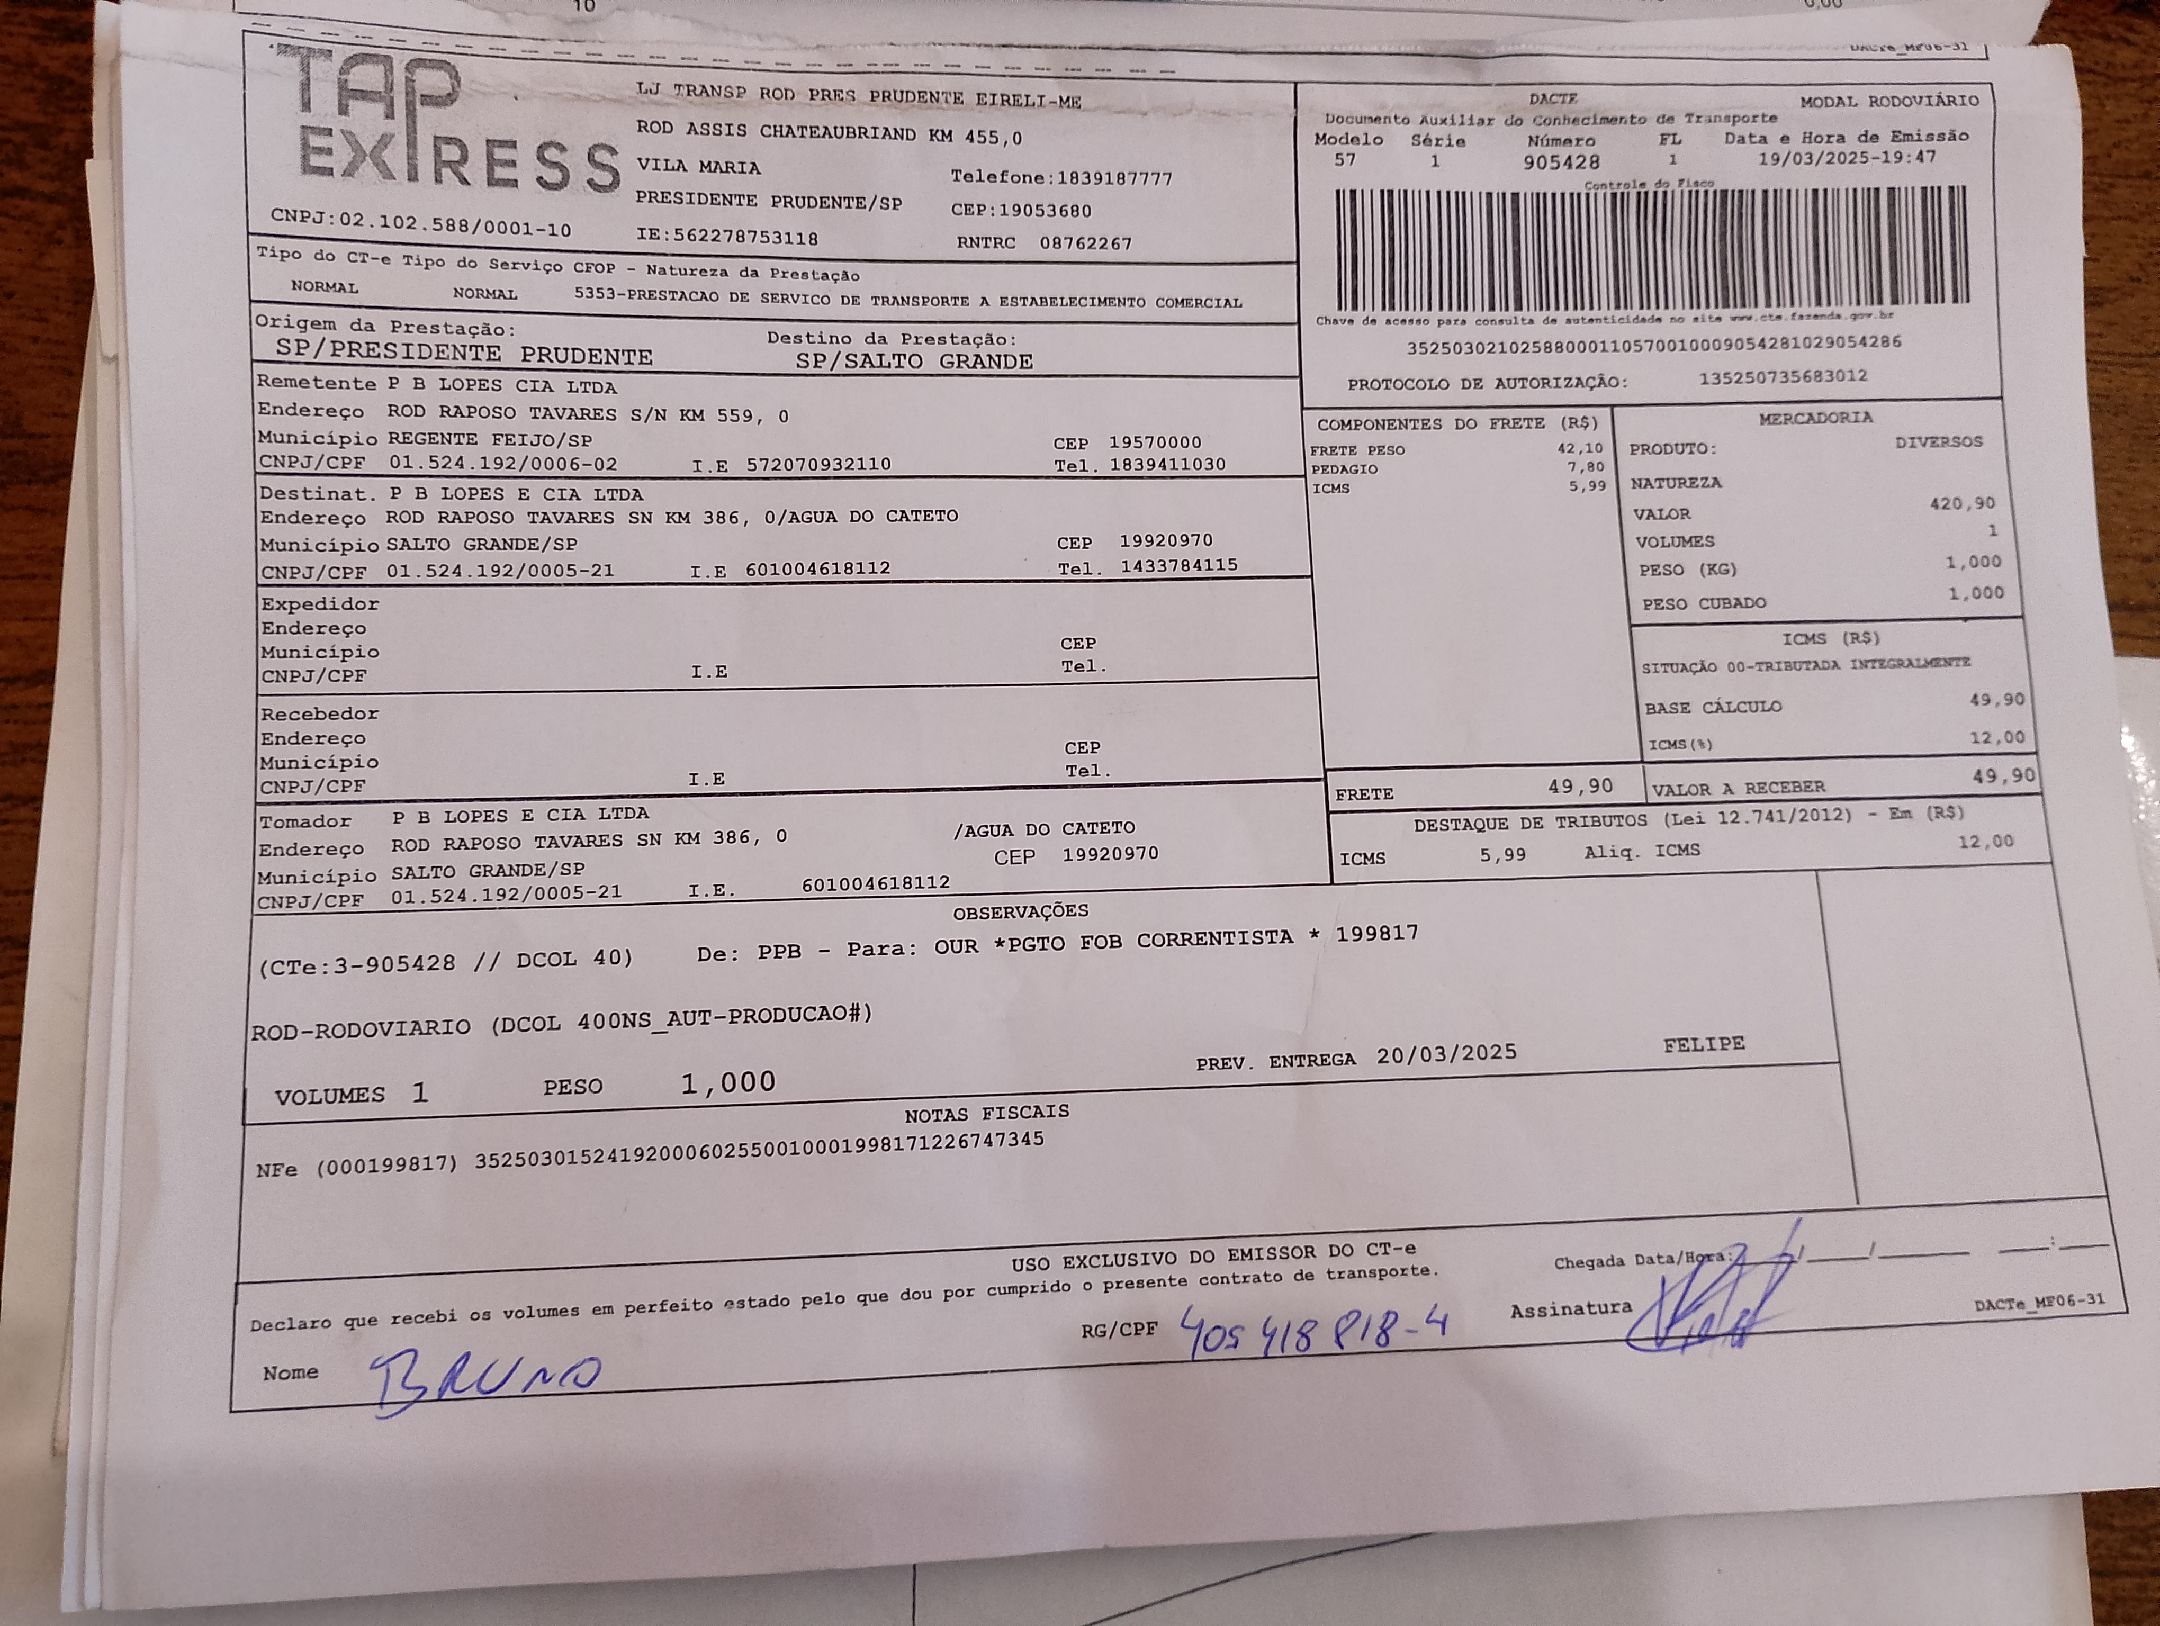 10
0,00
DACTe_MF06-31
TAP EXPRESS
LJ TRANSP ROD PRES PRUDENTE EIRELI-ME
ROD ASSIS CHATEAUBRIAND KM 455,0
VILA MARIA Telefone:1839187777
PRESIDENTE PRUDENTE/SP CEP:19053680
CNPJ:02.102.588/0001-10 IE:562278753118 RNTRC 08762267
DACTE MODAL RODOVIÁRIO
Documento Auxiliar do Conhecimento de Transporte
Modelo Série Número FL Data e Hora de Emissão
57 1 905428 1 19/03/2025-19:47
Controle do Fisco
Chave de acesso para consulta de autenticidade no site www.cte.fazenda.gov.br
35250302102588000110570010009054281029054286
PROTOCOLO DE AUTORIZAÇÃO: 135250735683012
Tipo do CT-e Tipo do Serviço CFOP - Natureza da Prestação
NORMAL NORMAL 5353-PRESTACAO DE SERVICO DE TRANSPORTE A ESTABELECIMENTO COMERCIAL
Origem da Prestação: Destino da Prestação:
SP/PRESIDENTE PRUDENTE SP/SALTO GRANDE
Remetente P B LOPES CIA LTDA
Endereço ROD RAPOSO TAVARES S/N KM 559, 0
Município REGENTE FEIJO/SP CEP 19570000
CNPJ/CPF 01.524.192/0006-02 I.E 572070932110 Tel. 1839411030
Destinat. P B LOPES E CIA LTDA
Endereço ROD RAPOSO TAVARES SN KM 386, 0/AGUA DO CATETO
Município SALTO GRANDE/SP CEP 19920970
CNPJ/CPF 01.524.192/0005-21 I.E 601004618112 Tel. 1433784115
Expedidor
Endereço
Município CEP
CNPJ/CPF I.E Tel.
Recebedor
Endereço
Município CEP
CNPJ/CPF I.E Tel.
Tomador P B LOPES E CIA LTDA
Endereço ROD RAPOSO TAVARES SN KM 386, 0 /AGUA DO CATETO
Município SALTO GRANDE/SP CEP 19920970
CNPJ/CPF 01.524.192/0005-21 I.E. 601004618112
COMPONENTES DO FRETE (R$)
FRETE PESO 42,10
PEDAGIO 7,80
ICMS 5,99
MERCADORIA
PRODUTO: DIVERSOS
NATUREZA
VALOR 420,90
VOLUMES 1
PESO (KG) 1,000
PESO CUBADO 1,000
ICMS (R$)
SITUAÇÃO 00-TRIBUTADA INTEGRALMENTE
BASE CÁLCULO 49,90
ICMS(%) 12,00
FRETE 49,90 VALOR A RECEBER 49,90
DESTAQUE DE TRIBUTOS (Lei 12.741/2012) - Em (R$)
ICMS 5,99 Aliq. ICMS 12,00
OBSERVAÇÕES
(CTe:3-905428 // DCOL 40) De: PPB - Para: OUR *PGTO FOB CORRENTISTA * 199817
ROD-RODOVIARIO (DCOL 400NS_AUT-PRODUCAO#)
VOLUMES 1 PESO 1,000 PREV. ENTREGA 20/03/2025 FELIPE
NOTAS FISCAIS
NFe (000199817) 35250301524192000602550010001998171226747345
USO EXCLUSIVO DO EMISSOR DO CT-e
Declaro que recebi os volumes em perfeito estado pelo que dou por cumprido o presente contrato de transporte.
Chegada Data/Hora: / / :
Nome BRUNO RG/CPF 405 418 818-4 Assinatura
DACTe_MF06-31